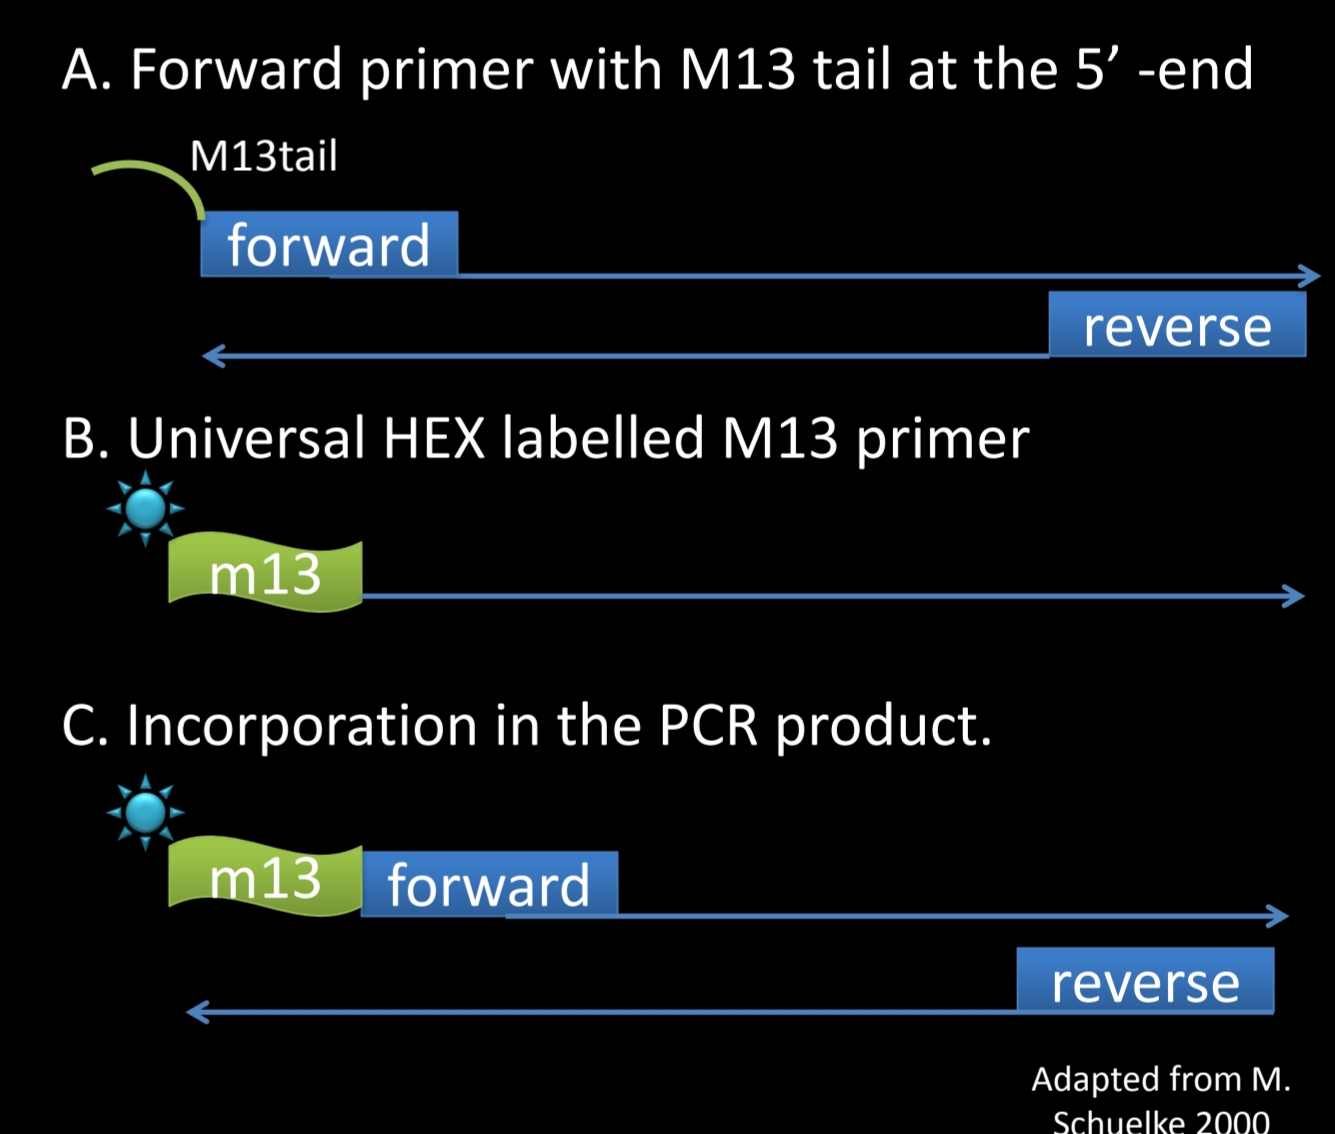 A. Forward primer with M13 tail at the 5’ -end
M13tail
forward
reverse
B. Universal HEX labelled M13 primer
m13
C. Incorporation in the PCR product.
m13
forward
reverse
Adapted from M.
Schuelke 2000